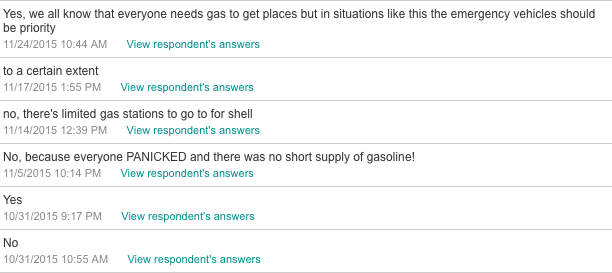 Yes, we all know that everyone needs gas to get places but in situations like this the emergency vehicles should
be priority
11/24/2015 10:44 AM View respondent's answers
to a certain extent
11/17/2015 1:55 PM View respondent's answers
no, there's limited gas stations to go to for shell
11/14/2015 12:39 PM View respondent's answers
No, because everyone PANICKED and there was no short supply of gasoline!
11/5/2015 10:14 PM View respondent's answers
Yes
10/31/2015 9:17 PM View respondent's answers
No
10/31/2015 10:55 AM View respondent's answers